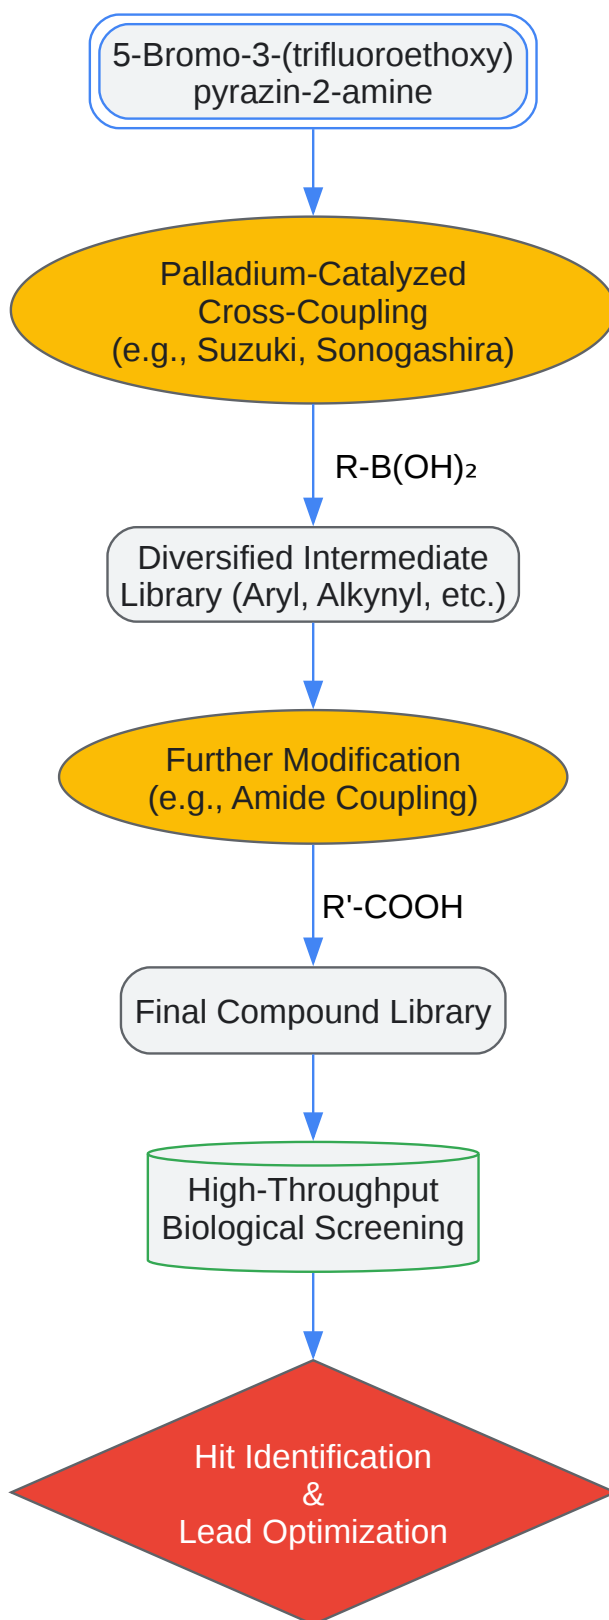 5-Bromo-3-(trifluoroethoxy)
pyrazin-2-amine
Palladium-Catalyzed
Cross-Coupling
(e.g., Suzuki, Sonogashira)
R-B(OH)₂
Diversified Intermediate
Library (Aryl, Alkynyl, etc.)
Further Modification
(e.g., Amide Coupling)
R'-COOH
Final Compound Library
High-Throughput
Biological Screening
Hit Identification
&
Lead Optimization